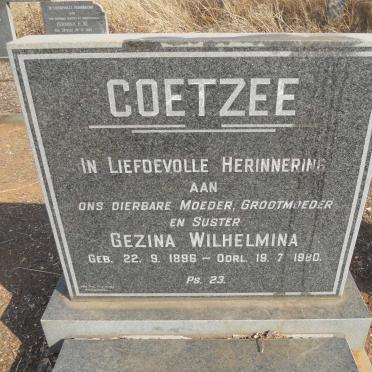 COETZEE
IN LIEFDEVOLLE HERINNERING
AAN
ONS DIERBARE MOEDER, GROOTMOEDER
EN SUSTER
GEZINA WILHELMINA
GEB. 22. 9. 1896 — OORL. 19. 7. 1980.
PS. 23.